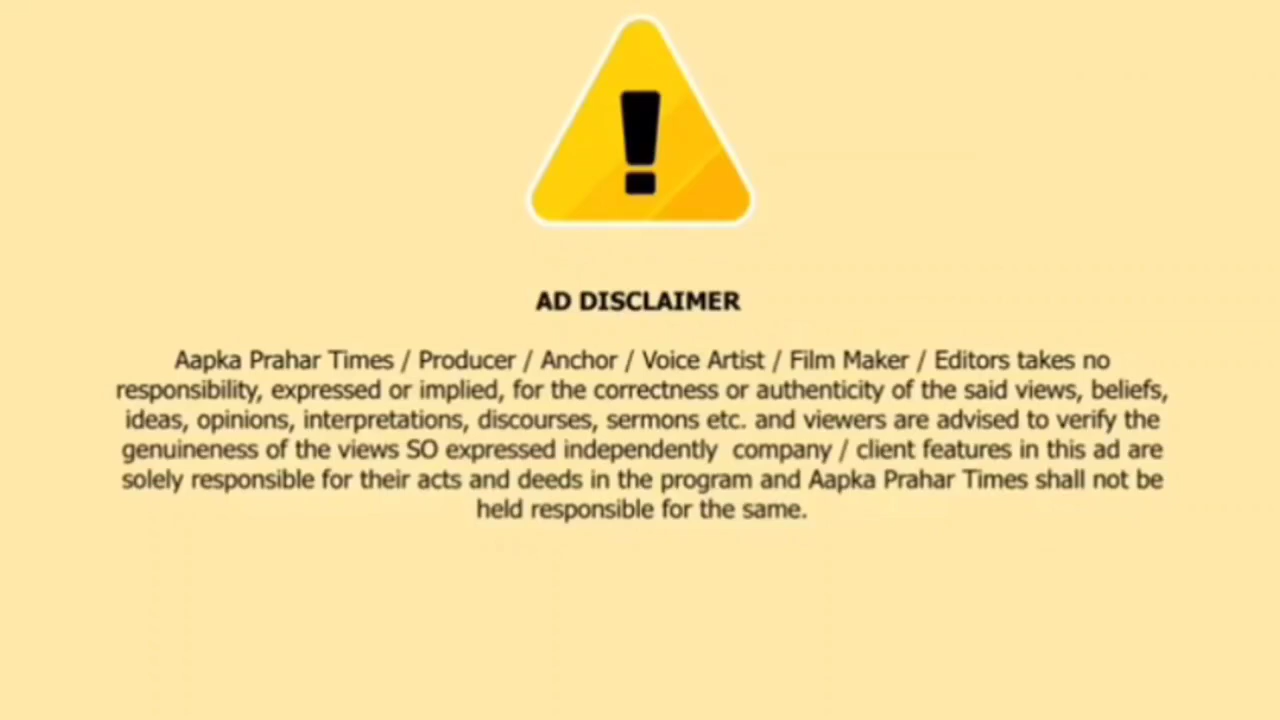 AD DISCLAIMER
Aapka Prahar Times / Producer / Anchor / Voice Artist / Film Maker / Editors takes no
responsibility, expressed or implied, for the correctness or authenticity of the said views, beliefs,
ideas, opinions, interpretations, discourses, sermons etc. and viewers are advised to verify the
genuineness of the views SO expressed independently  company / client features in this ad are
solely responsible for their acts and deeds in the program and Aapka Prahar Times shall not be
held responsible for the same.